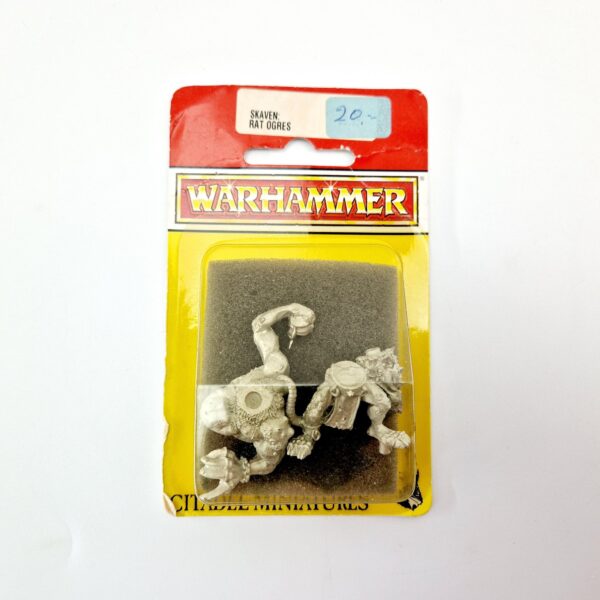 SKAVEN:
RAT OGRES
20.-
WARHAMMER
CITADEL MINIATURES